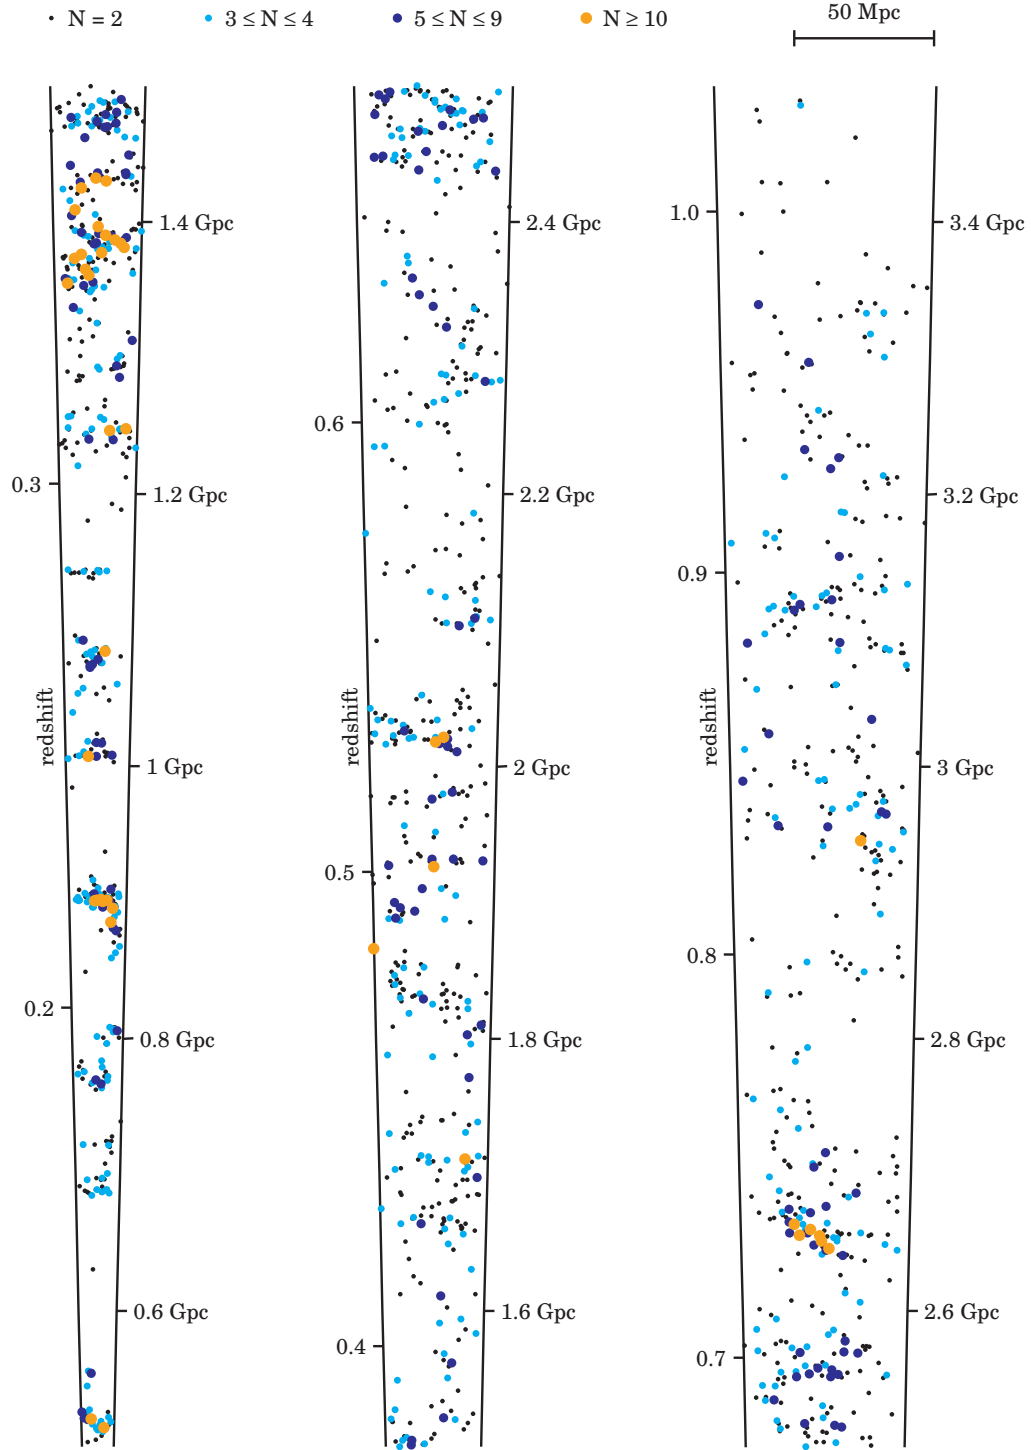 N = 2
3 ≤ N ≤ 4
5 ≤ N ≤ 9
N ≥ 10
50 Mpc
1.4 Gpc
0.3
1.2 Gpc
redshift
1 Gpc
0.2
0.8 Gpc
0.6 Gpc
2.4 Gpc
0.6
2.2 Gpc
redshift
2 Gpc
0.5
1.8 Gpc
1.6 Gpc
0.4
1.0
3.4 Gpc
3.2 Gpc
0.9
redshift
3 Gpc
0.8
2.8 Gpc
2.6 Gpc
0.7